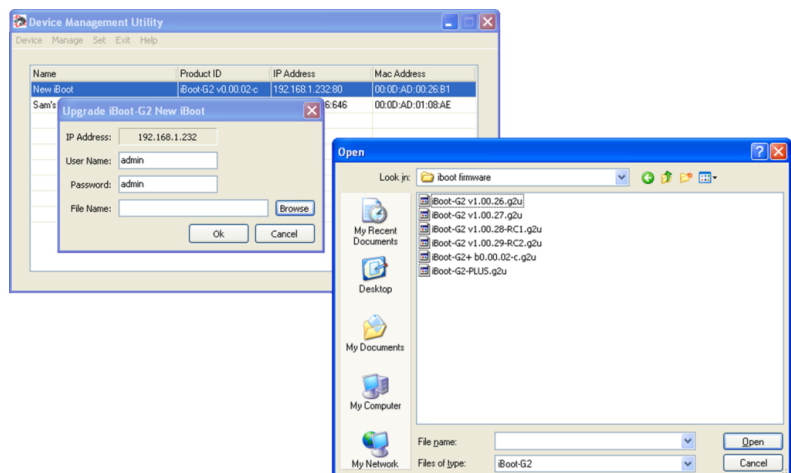 Device Management Utility
Device Manage Set Exit Help
Name Product ID IP Address Mac Address
New iBoot iBoot-G2 v0.00.02-c 192.168.1.232:80 00:0D:AD:00:26:B1
Sam's 6:646 00:0D:AD:01:08:AE
Upgrade iBoot-G2 New iBoot
IP Address: 192.168.1.232
User Name: admin
Password: admin
File Name: Browse
Ok Cancel
Open
Look in: iboot firmware
My Recent Documents
Desktop
My Documents
My Computer
My Network
iBoot-G2 v1.00.26.g2u
iBoot-G2 v1.00.27.g2u
iBoot-G2 v1.00.28-RC1.g2u
iBoot-G2 v1.00.29-RC2.g2u
iBoot-G2+ b0.00.02-c.g2u
iBoot-G2-PLUS.g2u
File name: Open
Files of type: iBoot-G2 Cancel